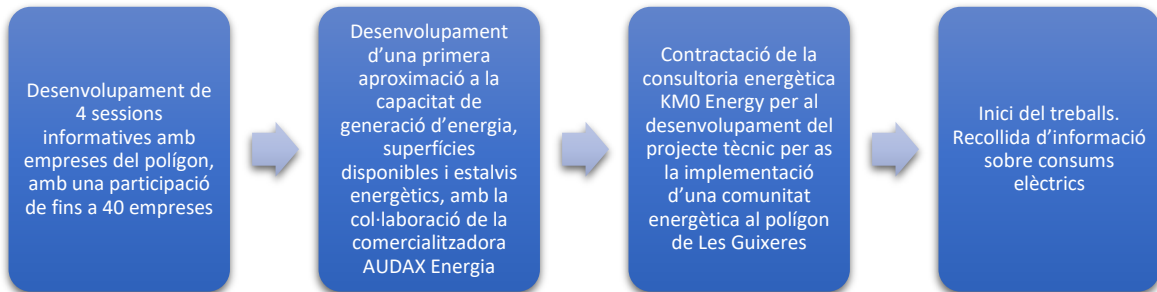 Desenvolupament de
4 sessions
informatives amb
empreses del polígon,
amb una participació
de fins a 40 empreses
Desenvolupament
d’una primera
aproximació a la
capacitat de
generació d’energia,
superfícies
disponibles i estalvis
energètics, amb la
col·laboració de la
comercialitzadora
AUDAX Energia
Contractació de la
consultoria energètica
KM0 Energy per al
desenvolupament del
projecte tècnic per as
la implementació
d’una comunitat
energètica al polígon
de Les Guixeres
Inici del treballs.
Recollida d’informació
sobre consums
elèctrics